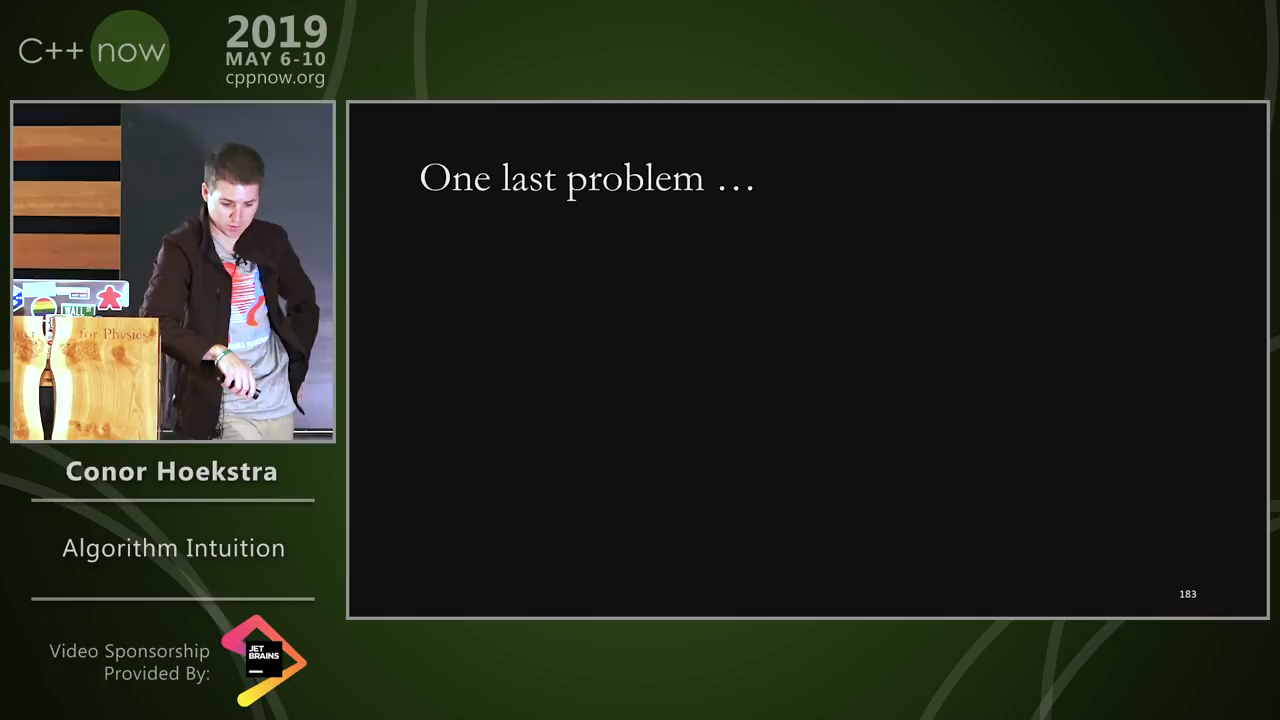 C++ now
2019
MAY 6-10
cppnow.org
One last problem …
for Physics
Conor Hoekstra
Algorithm Intuition
Video Sponsorship
Provided By:
JET
BRAINS
183